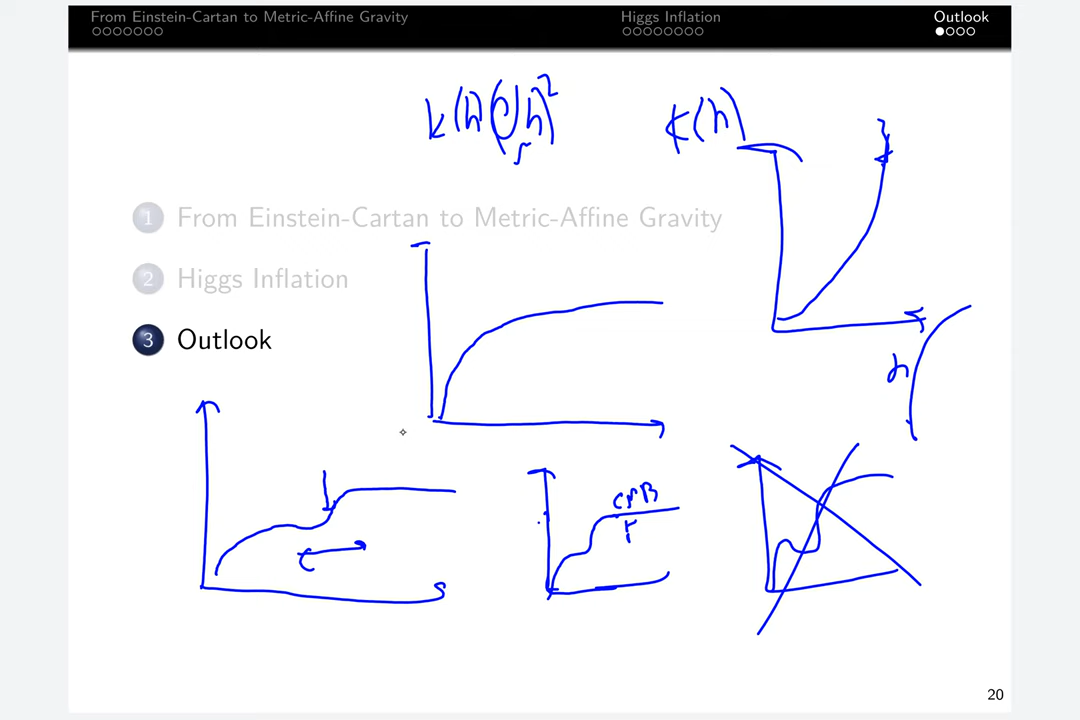 From Einstein-Cartan to Metric-Affine Gravity
Higgs Inflation
Outlook
k(h)(∂h)²
k(h)
1 From Einstein-Cartan to Metric-Affine Gravity
2 Higgs Inflation
3 Outlook
h
CMB
20